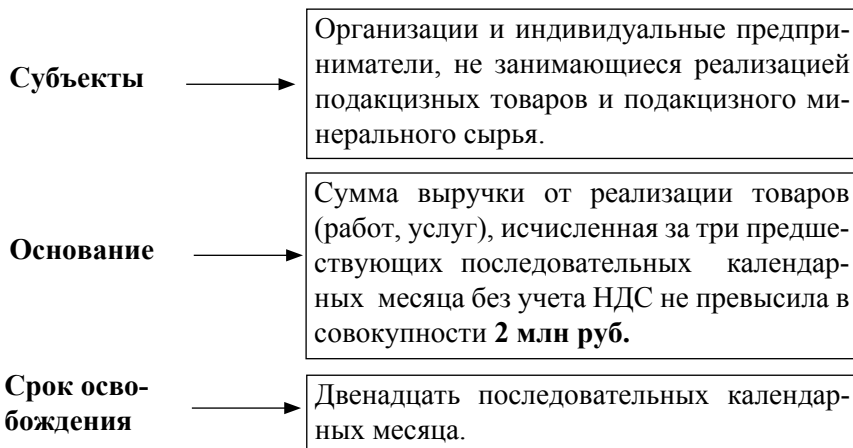 Субъекты
Организации и индивидуальные предпри-
ниматели, не занимающиеся реализацией
подакцизных товаров и подакцизного ми-
нерального сырья.
Основание
Сумма выручки от реализации товаров
(работ, услуг), исчисленная за три предше-
ствующих последовательных календар-
ных месяца без учета НДС не превысила в
совокупности 2 млн руб.
Срок осво-
бождения
Двенадцать последовательных календар-
ных месяца.